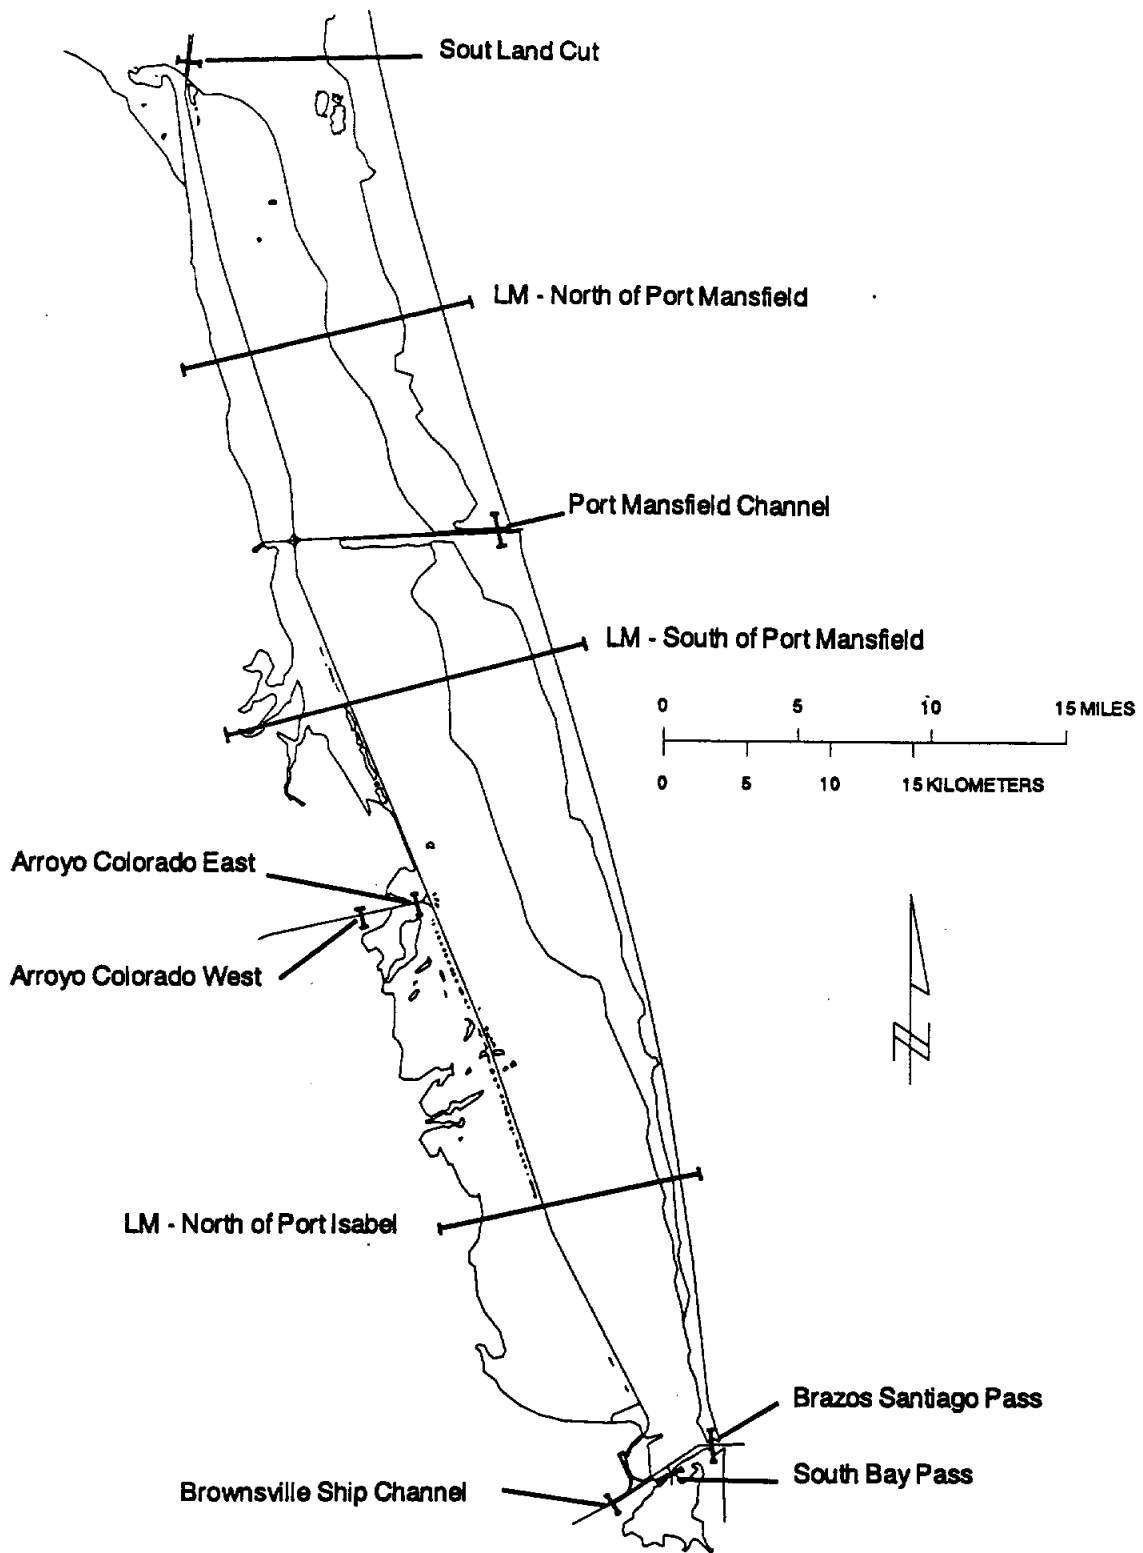 Sout Land Cut
LM - North of Port Mansfield
Port Mansfield Channel
LM - South of Port Mansfield
0 5 10 15 MILES
0 5 10 15 KILOMETERS
Arroyo Colorado East
Arroyo Colorado West
N
LM - North of Port Isabel
Brazos Santiago Pass
South Bay Pass
Brownsville Ship Channel